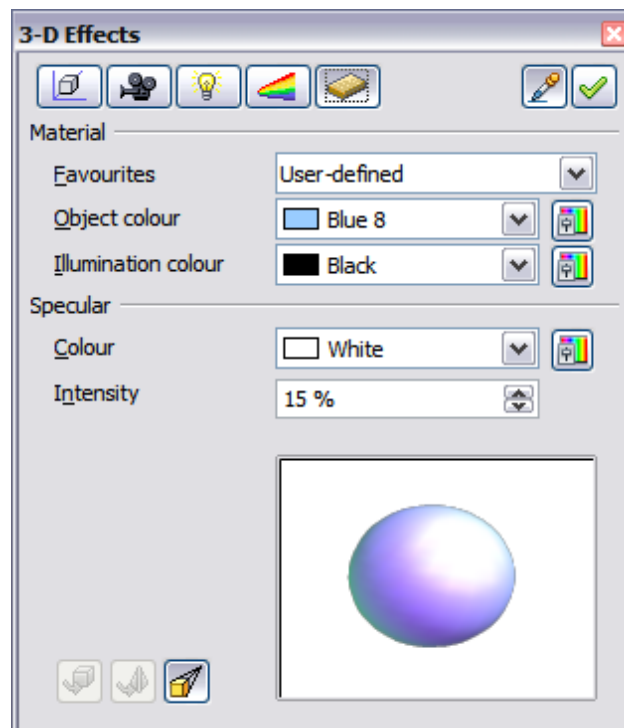 3-D Effects
Material
Favourites User-defined
Object colour Blue 8
Illumination colour Black
Specular
Colour White
Intensity 15 %